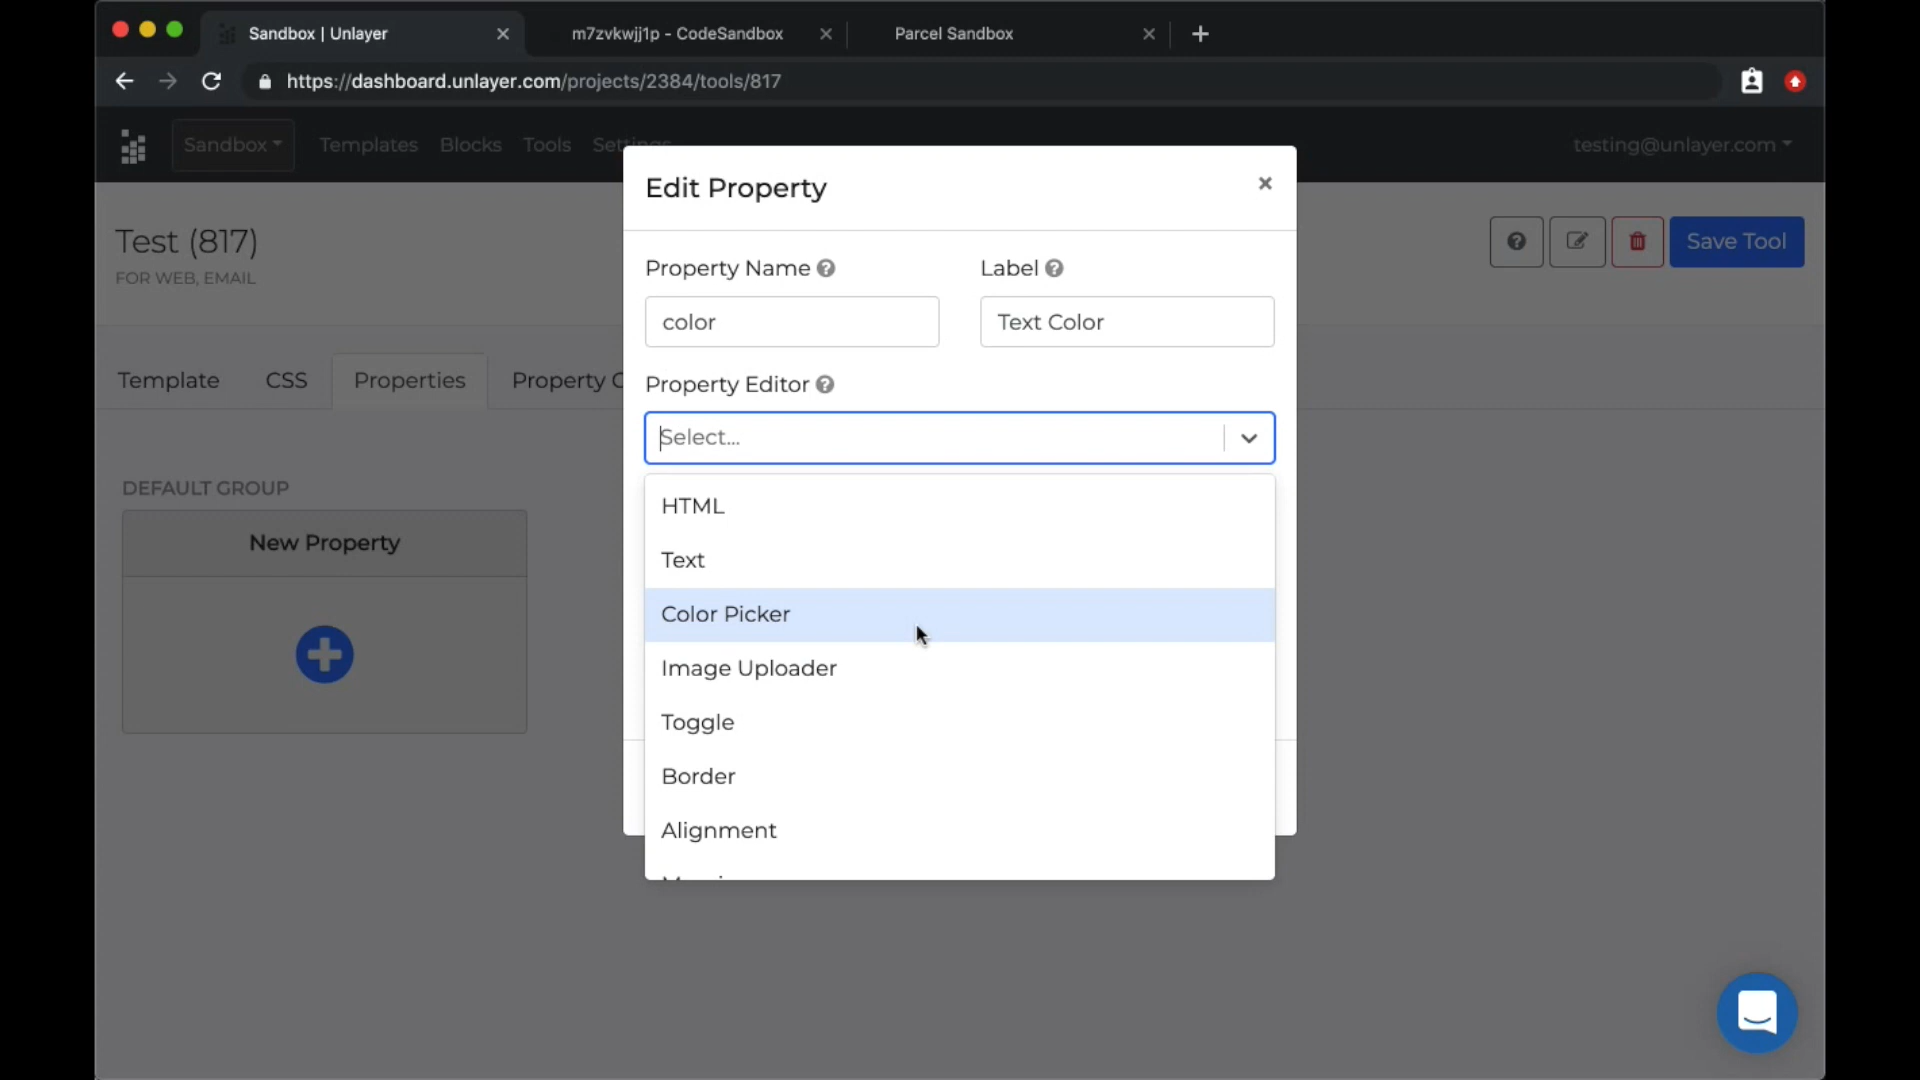 Sandbox | Unlayer
m7zvkwjj1p - CodeSandbox
Parcel Sandbox
https://dashboard.unlayer.com/projects/2384/tools/817
Sandbox
Templates
Blocks
Tools
Settings
testing@unlayer.com
Edit Property
Test (817)
FOR WEB, EMAIL
Save Tool
Property Name
Label
color
Text Color
Template
CSS
Properties
Property
Property Editor
Select...
DEFAULT GROUP
New Property
HTML
Text
Color Picker
Image Uploader
Toggle
Border
Alignment